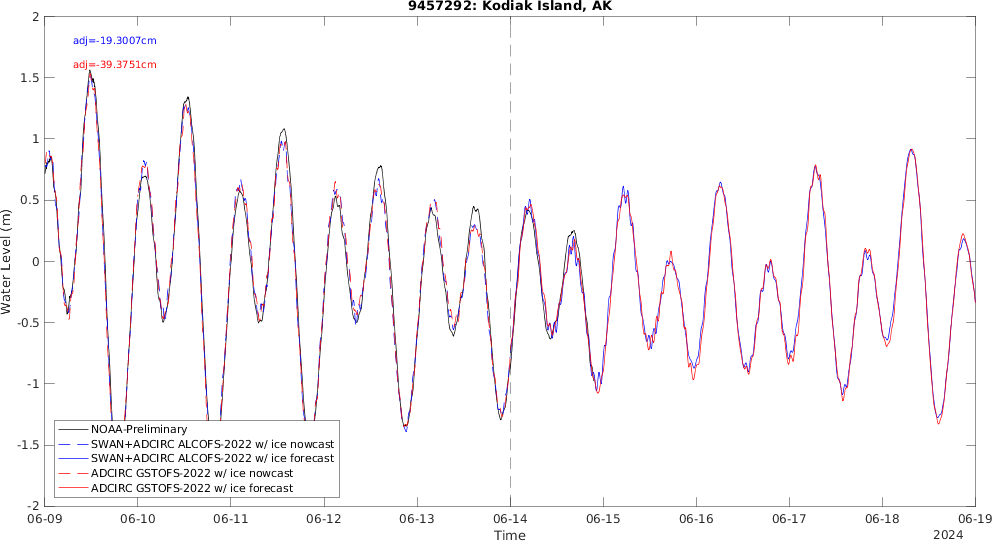 9457292: Kodiak Island, AK
adj=-19.3007cm
adj=-39.3751cm
Water Level (m)
2
1.5
1
0.5
0
-0.5
-1
-1.5
-2
NOAA-Preliminary
SWAN+ADCIRC ALCOFS-2022 w/ ice nowcast
SWAN+ADCIRC ALCOFS-2022 w/ ice forecast
ADCIRC GSTOFS-2022 w/ ice nowcast
ADCIRC GSTOFS-2022 w/ ice forecast
06-09 06-10 06-11 06-12 06-13 06-14 06-15 06-16 06-17 06-18 06-19
Time
2024